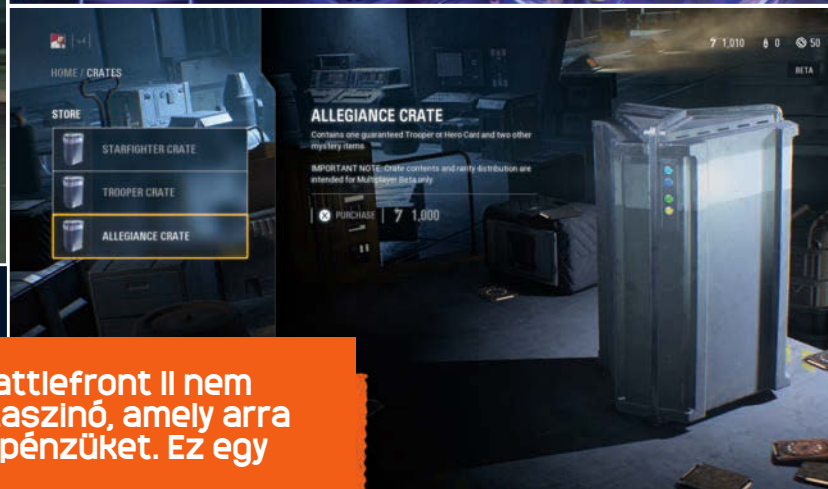 7 1,010 0 50
HOME / CRATES
BETA
STORE
STARFIGHTER CRATE
TROOPER CRATE
ALLEGIANCE CRATE
ALLEGIANCE CRATE
Contains one guaranteed Trooper or Hero Card and two other
mystery items.
IMPORTANT NOTE: Crate contents and rarity distribution are
intended for Multiplayer Beta only.
PURCHASE 1,000
attlefront II nem
aszinó, amely arra
pénzüket. Ez egy